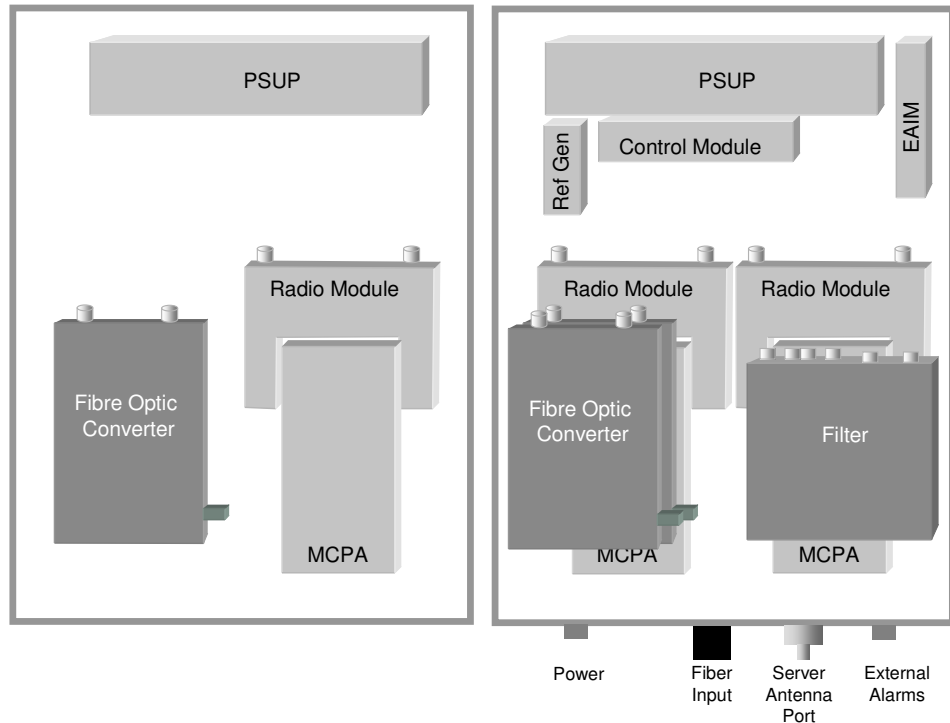 PSUP
Radio Module
Fibre Optic
Converter
MCPA
PSUP
EAIM
Ref Gen
Control Module
Radio Module
Radio Module
Fibre Optic
Converter
Filter
MCPA
MCPA
Power
Fiber
Input
Server
Antenna
Port
External
Alarms